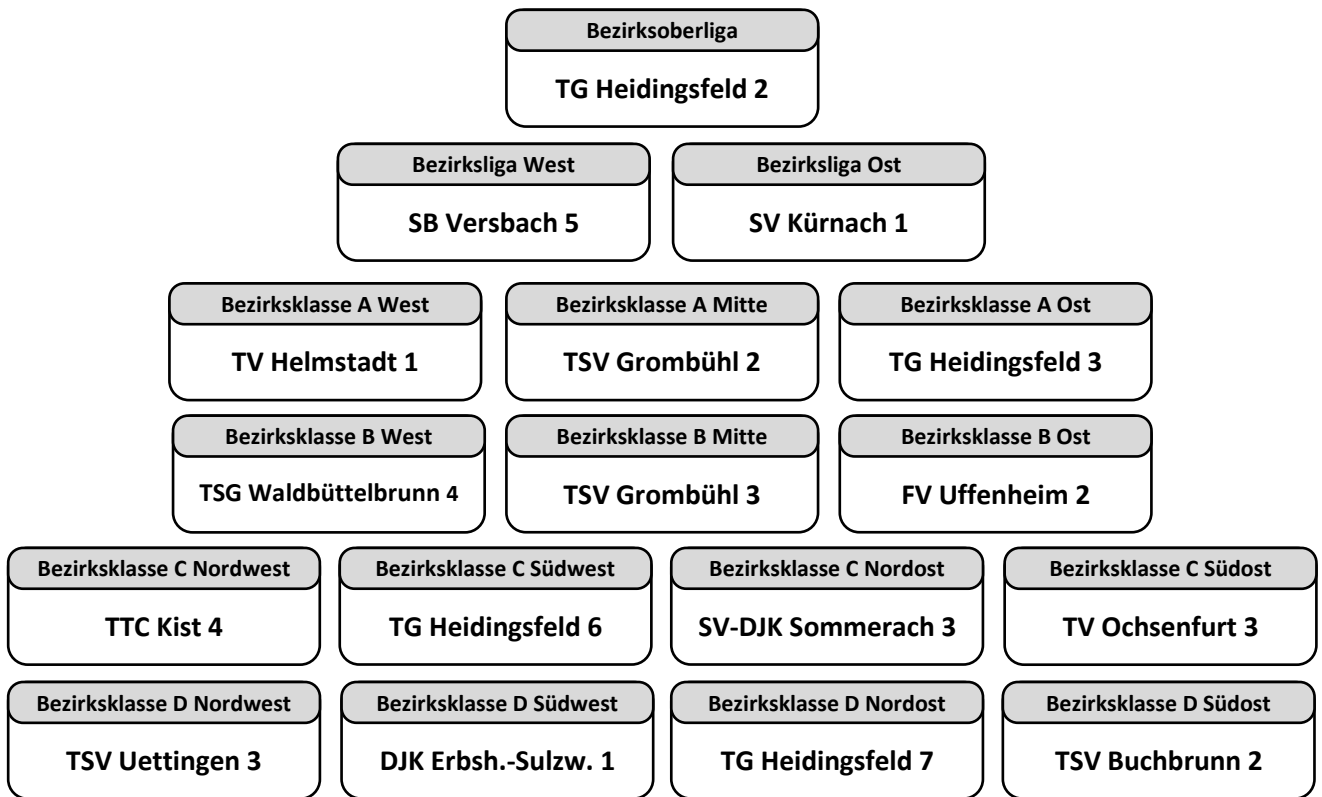 Bezirksoberliga
TG Heidingsfeld 2
Bezirksliga West
SB Versbach 5
Bezirksliga Ost
SV Kürnach 1
Bezirksklasse A West
TV Helmstadt 1
Bezirksklasse A Mitte
TSV Grombühl 2
Bezirksklasse A Ost
TG Heidingsfeld 3
Bezirksklasse B West
TSG Waldbüttelbrunn 4
Bezirksklasse B Mitte
TSV Grombühl 3
Bezirksklasse B Ost
FV Uffenheim 2
Bezirksklasse C Nordwest
TTC Kist 4
Bezirksklasse C Südwest
TG Heidingsfeld 6
Bezirksklasse C Nordost
SV-DJK Sommerach 3
Bezirksklasse C Südost
TV Ochsenfurt 3
Bezirksklasse D Nordwest
TSV Uettingen 3
Bezirksklasse D Südwest
DJK Erbsh.-Sulzw. 1
Bezirksklasse D Nordost
TG Heidingsfeld 7
Bezirksklasse D Südost
TSV Buchbrunn 2